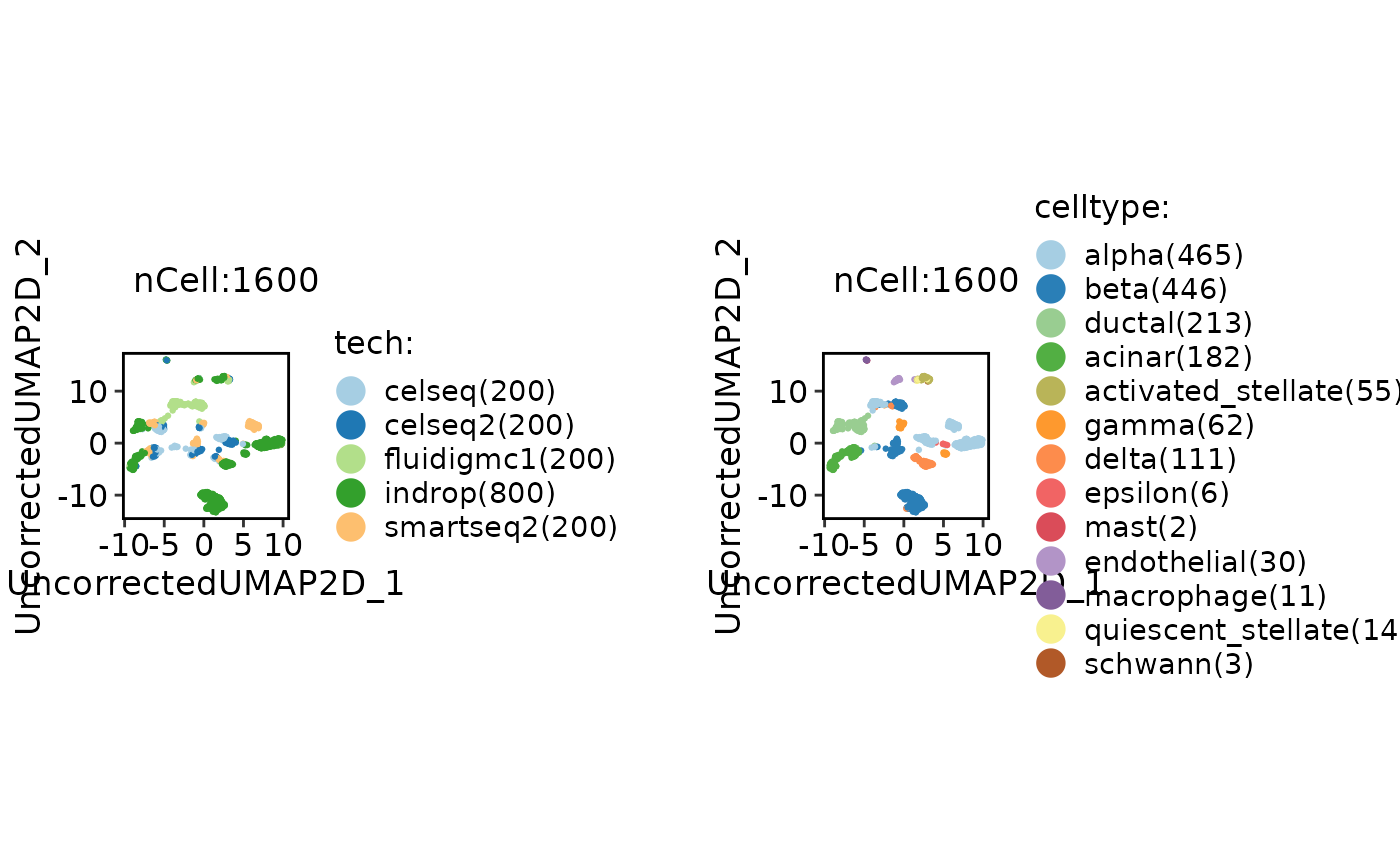 nCell:1600
UncorrectedUMAP2D_2
10
0
-10
-10
-5
0
5
10
UncorrectedUMAP2D_1
tech:
celseq(200)
celseq2(200)
fluidigmc1(200)
indrop(800)
smartseq2(200)
nCell:1600
UncorrectedUMAP2D_2
10
0
-10
-10
-5
0
5
10
UncorrectedUMAP2D_1
celltype:
alpha(465)
beta(446)
ductal(213)
acinar(182)
activated_stellate(55)
gamma(62)
delta(111)
epsilon(6)
mast(2)
endothelial(30)
macrophage(11)
quiescent_stellate(14
schwann(3)